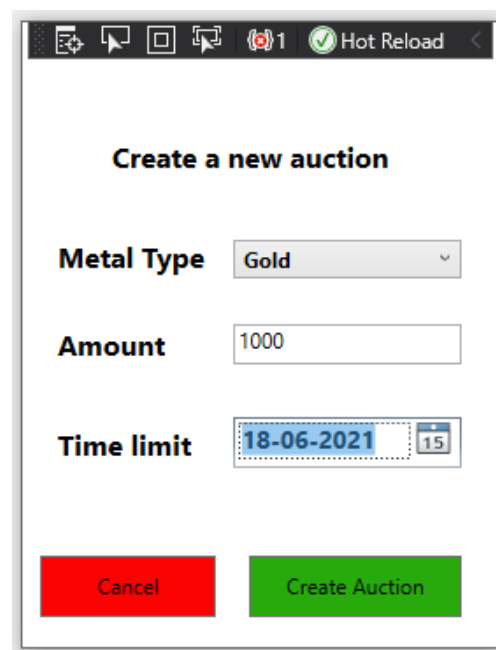 1 Hot Reload
Create a new auction
Metal Type Gold
Amount 1000
Time limit 18-06-2021 15
Cancel Create Auction